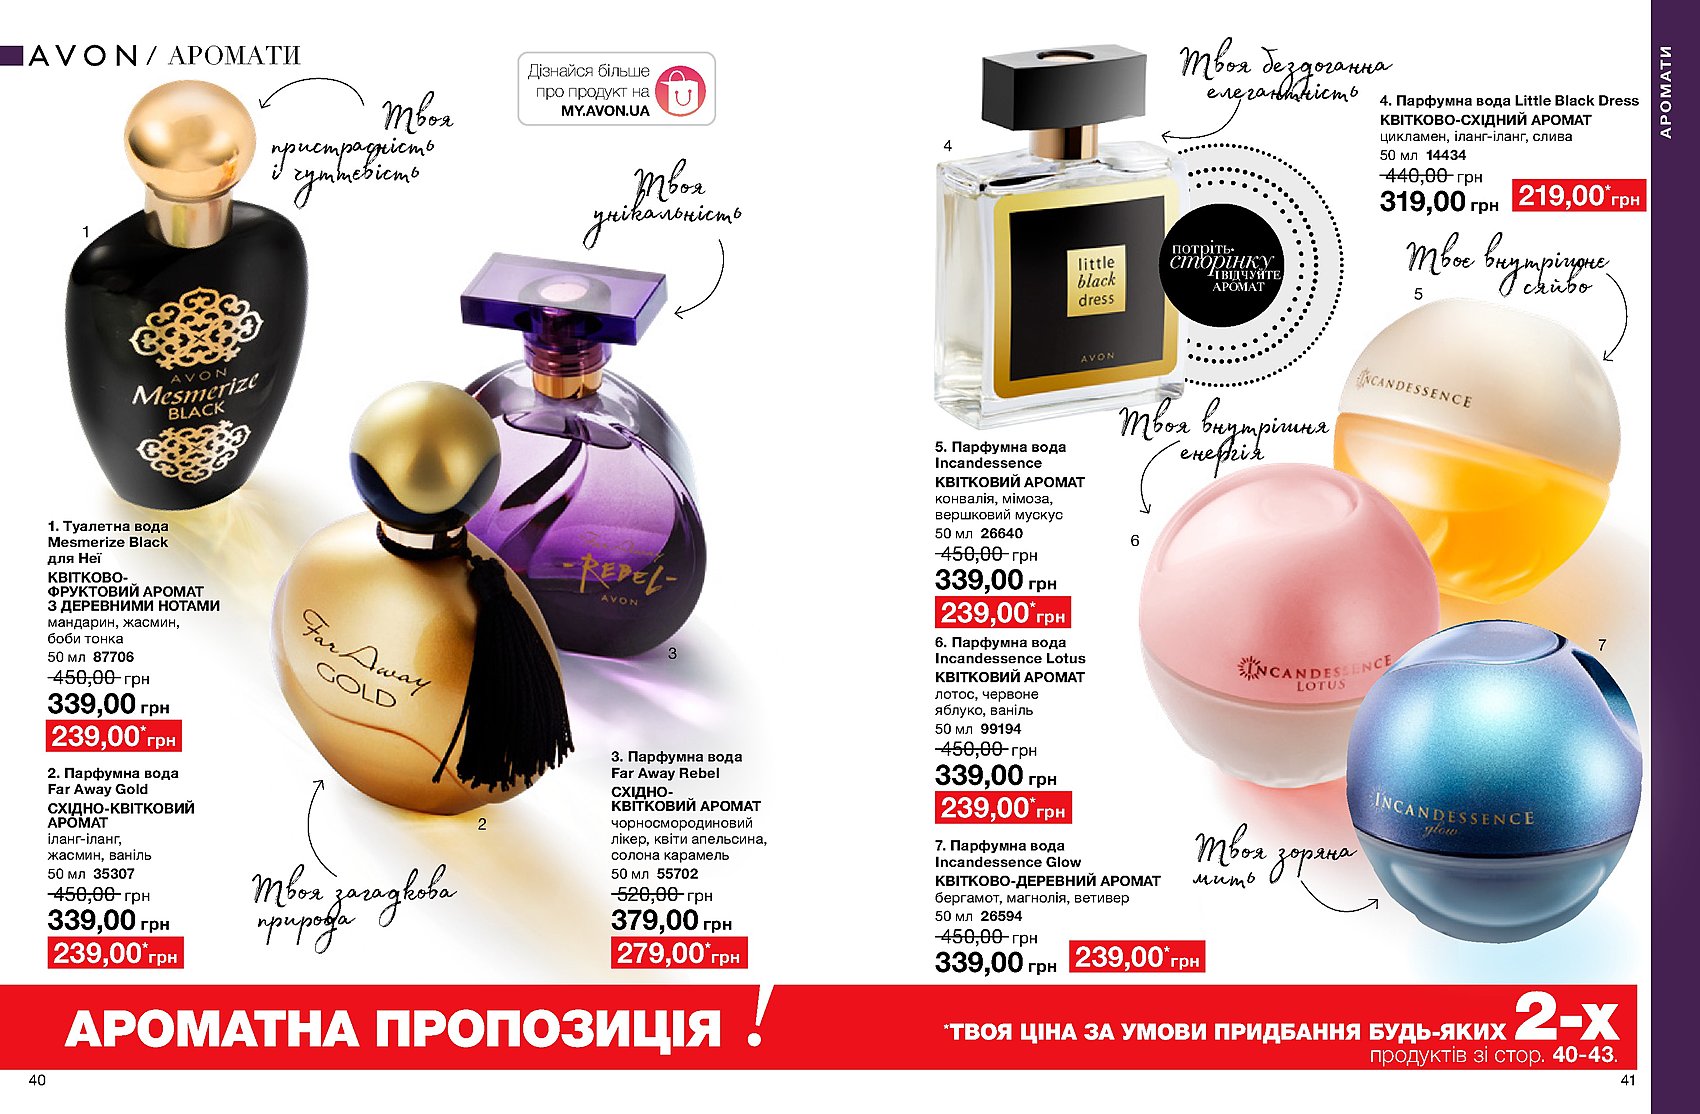 AVON / АРОМАТИ
Твоя
пристрасність
і чуттєвість
Дізнайся більше
про продукт на
MY.AVON.UA
Твоя
унікальність
1
AVON
Mesmerize
BLACK
1. Туалетна вода
Mesmerize Black
для Неї
КВІТКОВО-
ФРУКТОВИЙ АРОМАТ
З ДЕРЕВНИМИ НОТАМИ
мандарин, жасмин,
боби тонка
50 мл 87706
450,00 грн
339,00 грн
239,00* грн
2. Парфумна вода
Far Away Gold
СХІДНО-КВІТКОВИЙ
АРОМАТ
іланг-іланг,
жасмин, ваніль
50 мл 35307
450,00 грн
339,00 грн
239,00* грн
Far Away
GOLD
2
Твоя загадкова
природа
Far Away
-REBEL-
AVON
3
3. Парфумна вода
Far Away Rebel
СХІДНО-
КВІТКОВИЙ АРОМАТ
чорносмородиновий
лікер, квіти апельсина,
солона карамель
50 мл 55702
520,00 грн
379,00 грн
279,00* грн
Твоя бездоганна
елегантність
4
little
black
dress
AVON
ПОТРІТЬ
СТОРІНКУ
І ВІДЧУЙТЕ
АРОМАТ
4. Парфумна вода Little Black Dress
КВІТКОВО-СХІДНИЙ АРОМАТ
цикламен, іланг-іланг, слива
50 мл 14434
440,00 грн
319,00 грн 219,00* грн
Твоє внутрішнє
сяйво
5
INCANDESSENCE
Твоя внутрішня
енергія
5. Парфумна вода
Incandessence
КВІТКОВИЙ АРОМАТ
конвалія, мімоза,
вершковий мускус
50 мл 26640
450,00 грн
339,00 грн
239,00* грн
6
INCANDESSENCE
LOTUS
6. Парфумна вода
Incandessence Lotus
КВІТКОВИЙ АРОМАТ
лотос, червоне
яблуко, ваніль
50 мл 99194
450,00 грн
339,00 грн
239,00* грн
7
INCANDESSENCE
glow
Твоя зоряна
мить
7. Парфумна вода
Incandessence Glow
КВІТКОВО-ДЕРЕВНИЙ АРОМАТ
бергамот, магнолія, ветивер
50 мл 26594
450,00 грн
339,00 грн 239,00* грн
АРОМАТНА ПРОПОЗИЦІЯ!
*ТВОЯ ЦІНА ЗА УМОВИ ПРИДБАННЯ БУДЬ-ЯКИХ 2-х
продуктів зі стор. 40-43.
40
41
АРОМАТИ